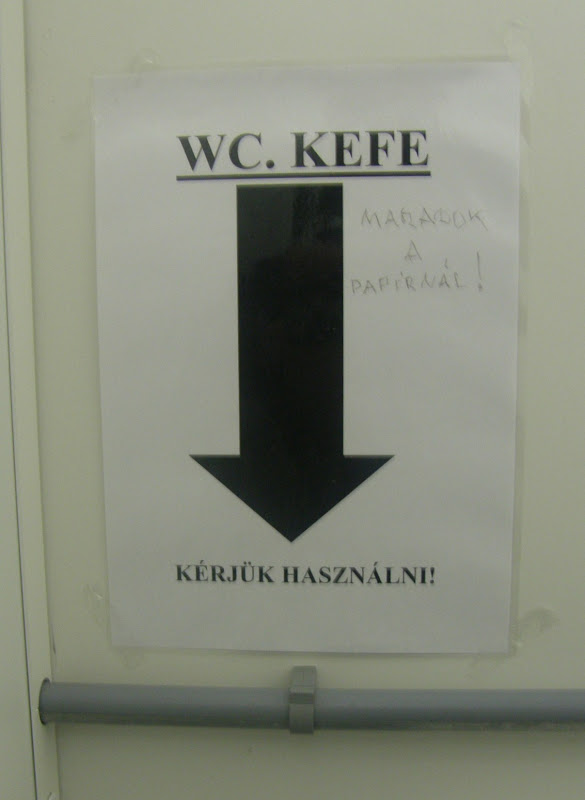 WC. KEFE
MARADOK
A
PAPÍRNÁL!
KÉRJÜK HASZNÁLNI!